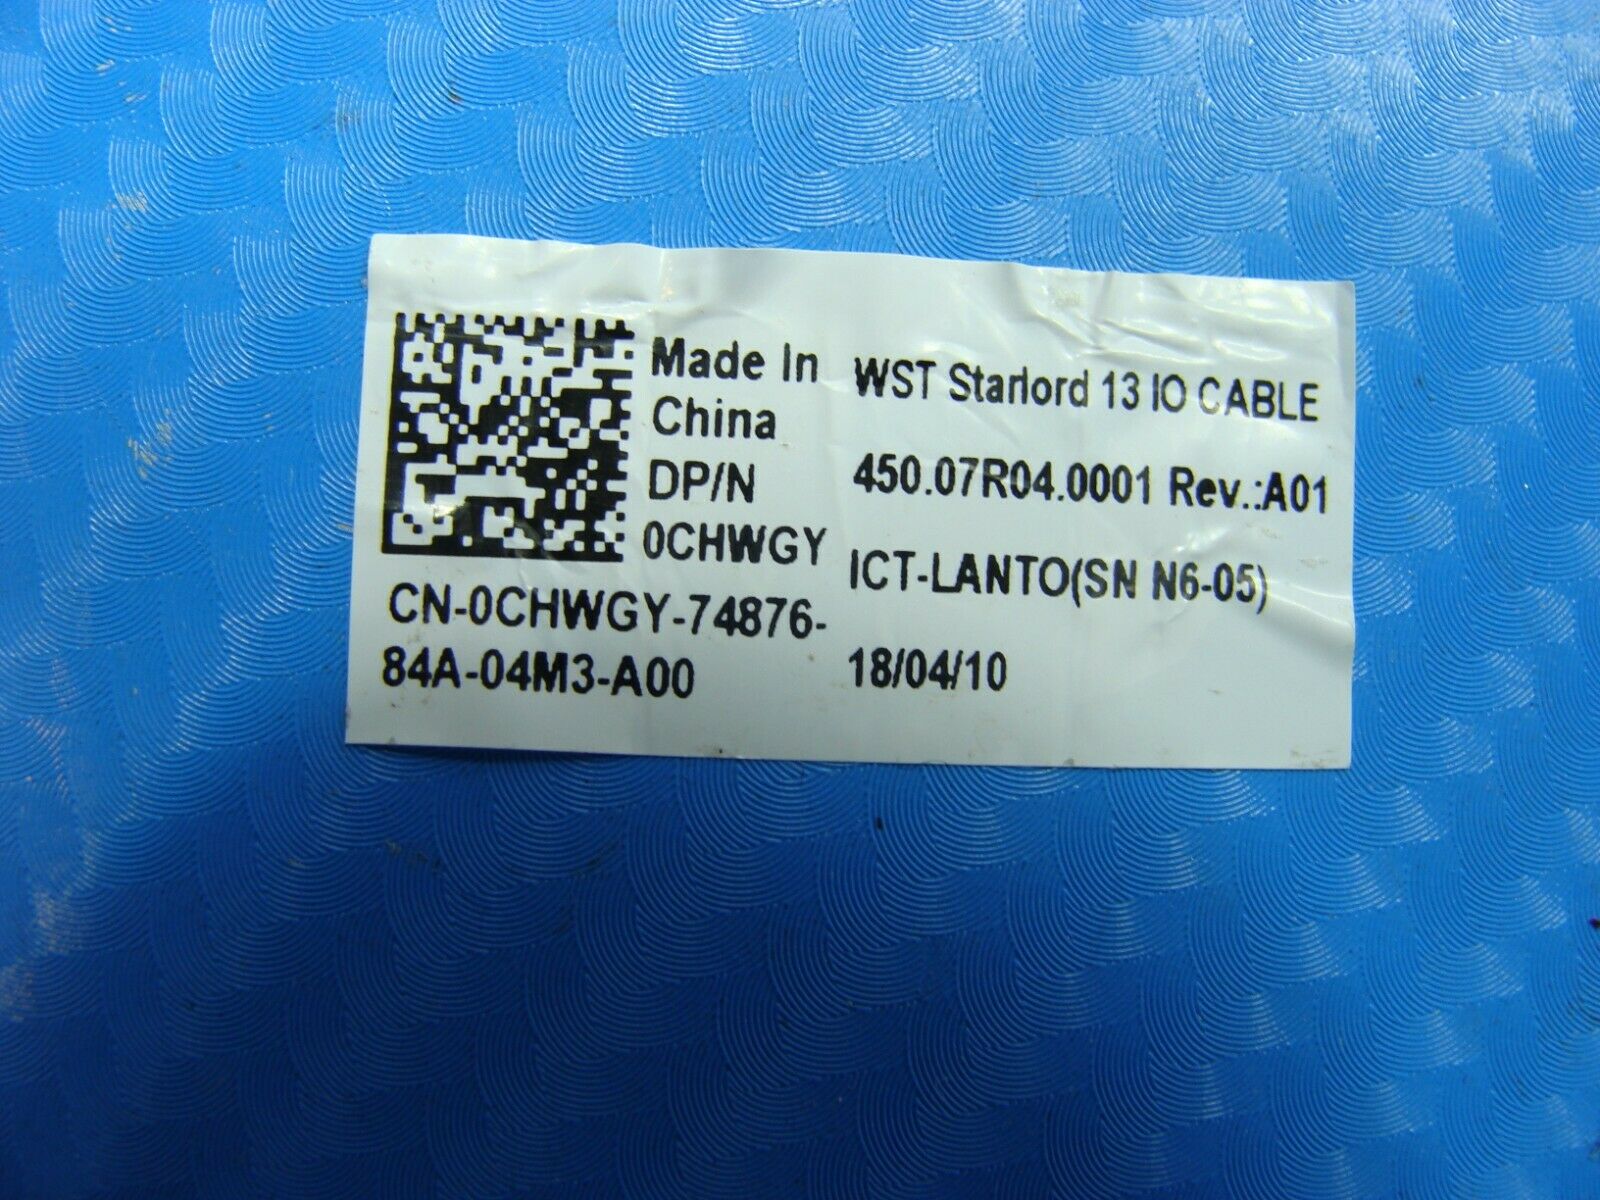 Made In
China
DP/N
0CHWGY
CN-0CHWGY-74876-
84A-04M3-A00
WST Starlord 13 IO CABLE
450.07R04.0001 Rev.:A01
ICT-LANTO(SN N6-05)
18/04/10